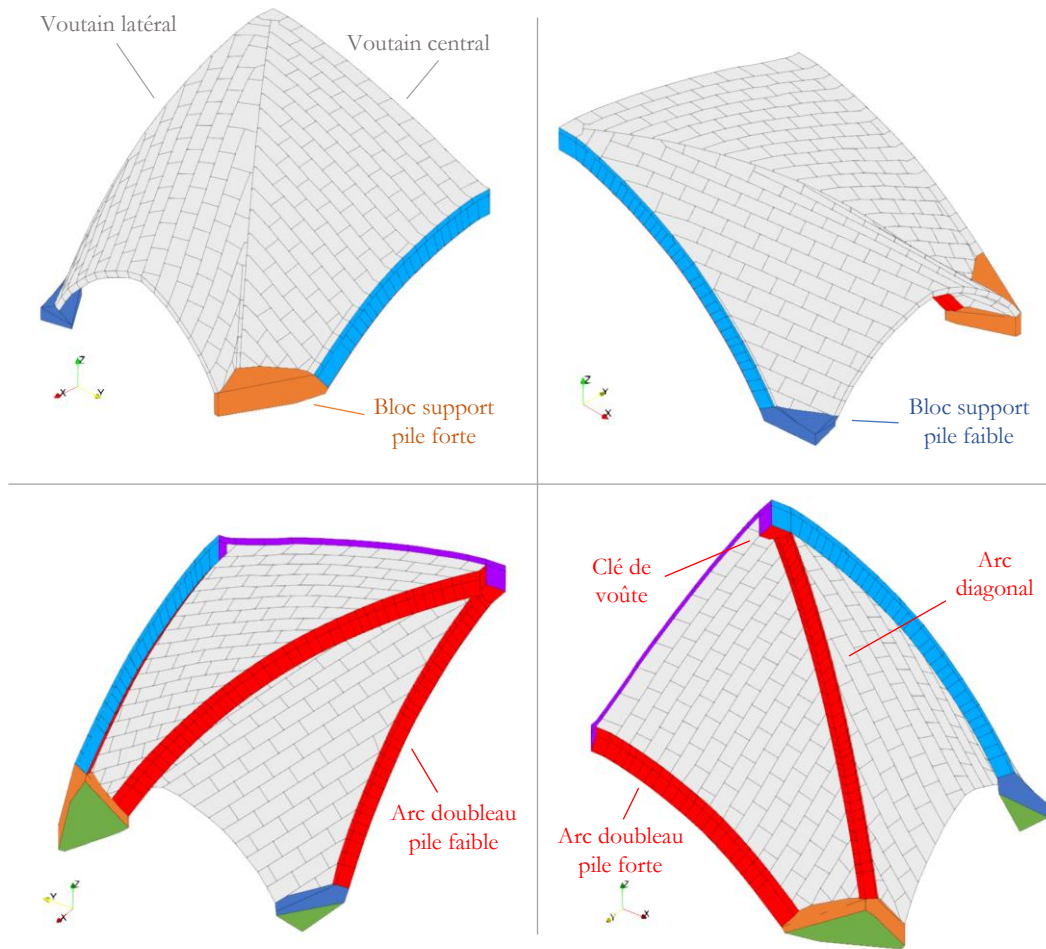 Voutain latéral
Voutain central
Bloc support
pile forte
Bloc support
pile faible
Arc doubleau
pile faible
Clé de
voûte
Arc
diagonal
Arc doubleau
pile forte
Z
X
Y
Z
Y
X
Z
Y
X
Z
Y
X